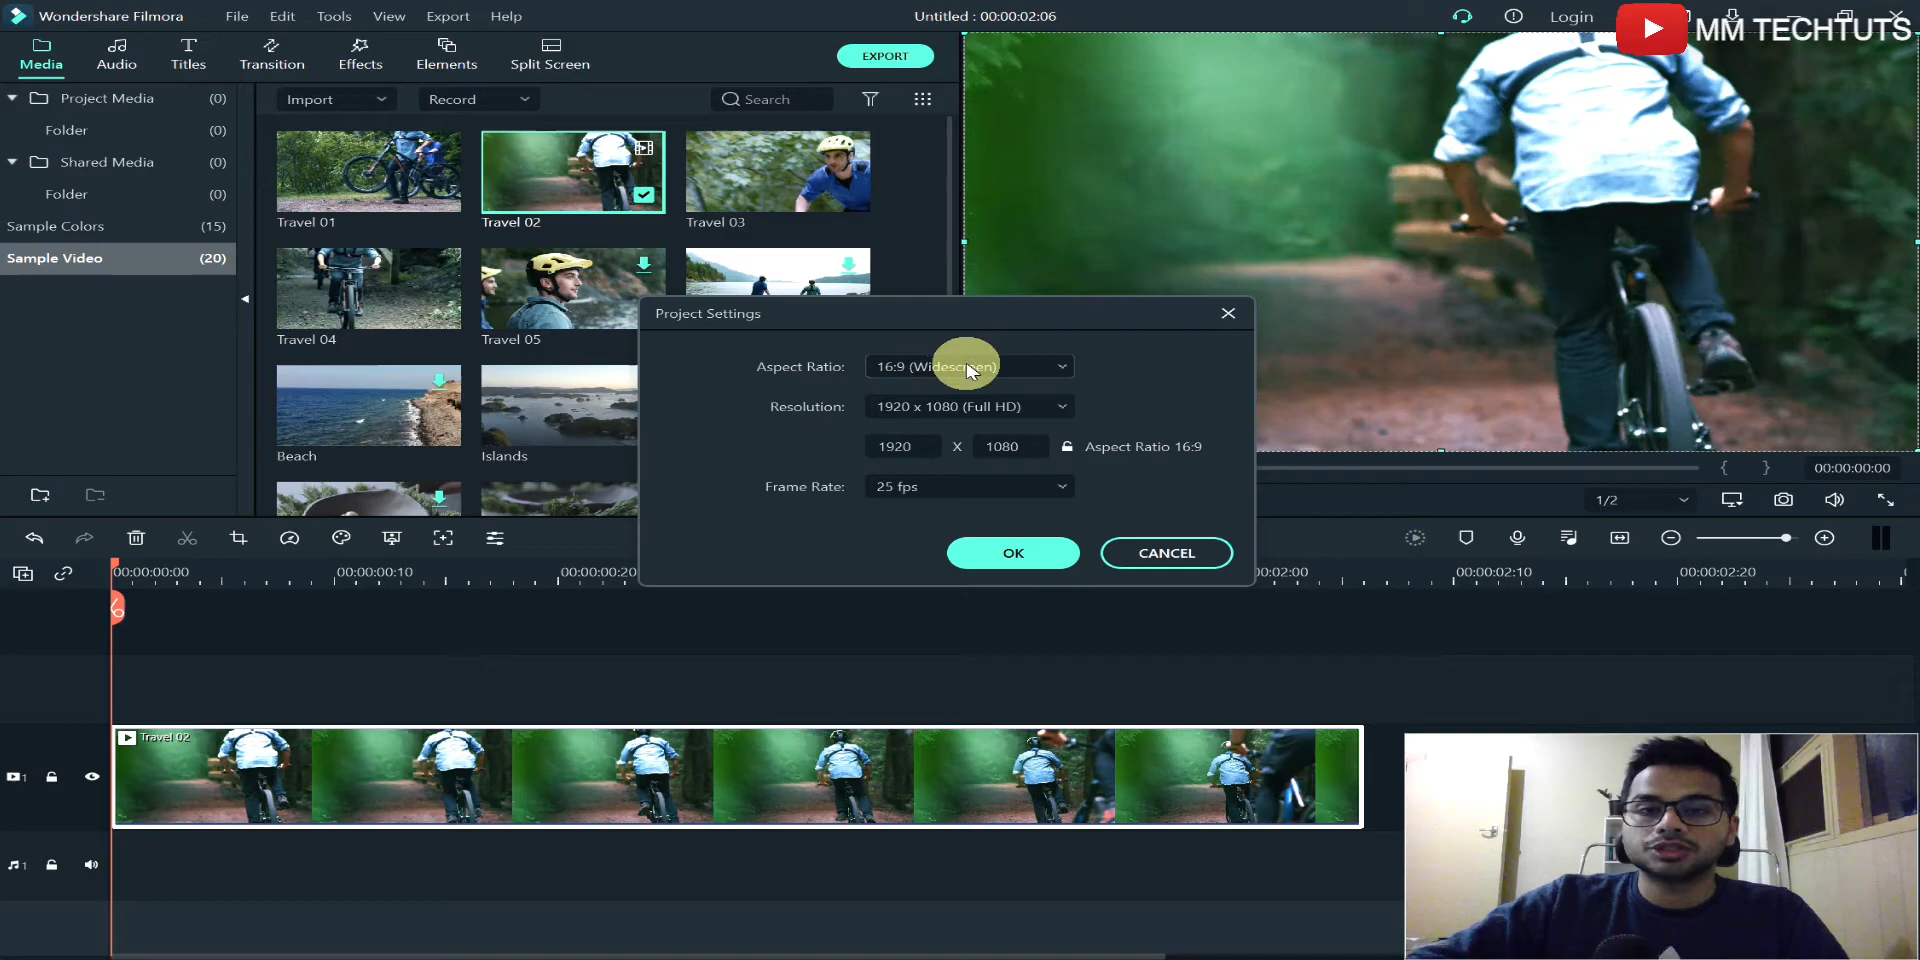 Wondershare Filmora
File
Edit
Tools
View
Export
Help
Untitled : 00:00:02:06
Login
MM TECHTUTS
Media
Audio
Titles
Transition
Effects
Elements
Split Screen
EXPORT
Project Media (0)
Folder (0)
Shared Media (0)
Folder (0)
Sample Colors (15)
Sample Video (20)
Import
Record
Search
Travel 01
Travel 02
Travel 03
Travel 04
Travel 05
Beach
Islands
Project Settings
Aspect Ratio: 16:9 (Widescreen)
Resolution: 1920 x 1080 (Full HD)
1920 X 1080 Aspect Ratio 16:9
Frame Rate: 25 fps
OK
CANCEL
{ } 00:00:00:00
1/2
00:00:00:00
00:00:00:10
00:00:00:20
00:02:00
00:00:02:10
00:00:02:20
Travel 02
1
1